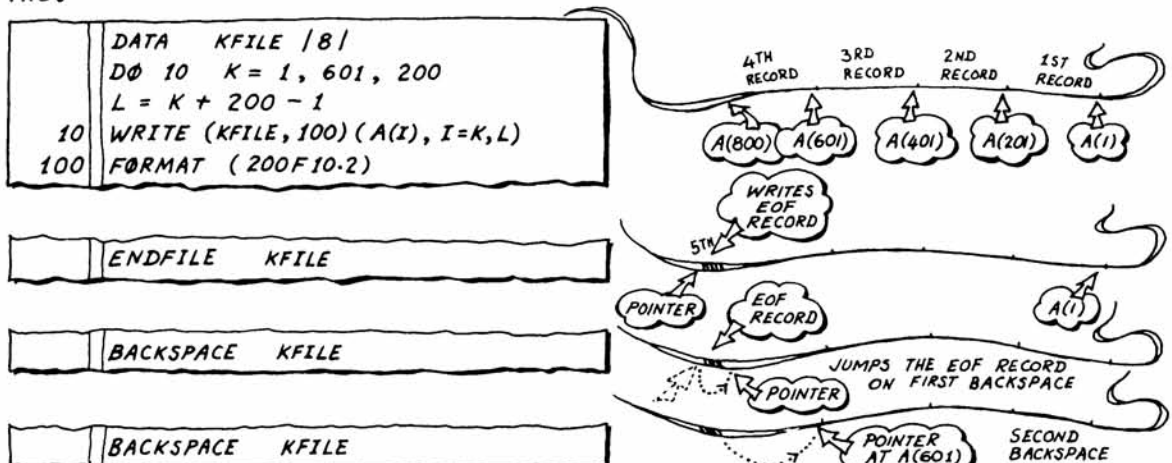 DATA KFILE /8/
DØ 10 K = 1, 601, 200
L = K + 200 - 1
10 WRITE (KFILE, 100) ( A(I), I=K, L)
100 FØRMAT ( 200F10.2)
4TH RECORD
3RD RECORD
2ND RECORD
1ST RECORD
A(800)
A(601)
A(401)
A(201)
A(1)
WRITES
EOF
RECORD
5TH
ENDFILE KFILE
POINTER
A(1)
EOF
RECORD
BACKSPACE KFILE
JUMPS THE EOF RECORD
ON FIRST BACKSPACE
POINTER
BACKSPACE KFILE
POINTER
AT A(601)
SECOND
BACKSPACE